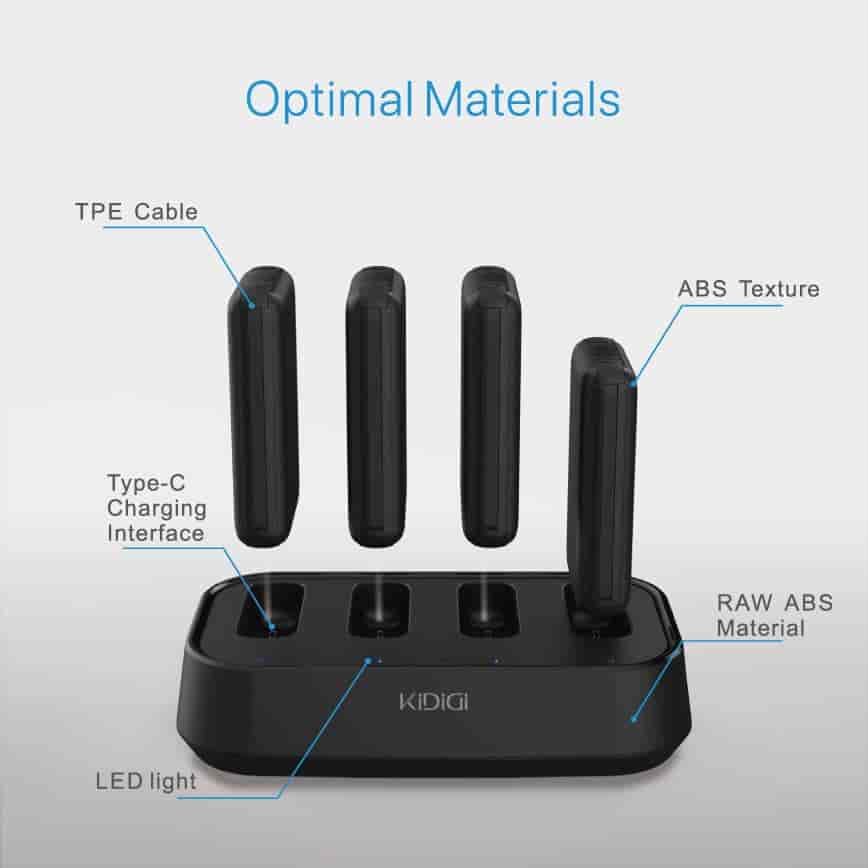 Optimal Materials
TPE Cable
ABS Texture
Type-C
Charging
Interface
RAW ABS
Material
KiDiGi
LED light